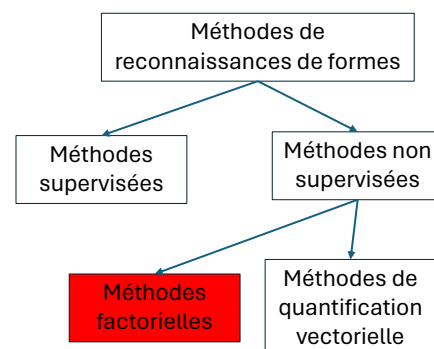 Méthodes de
reconnaissances de formes
Méthodes
supervisées
Méthodes non
supervisées
Méthodes
factorielles
Méthodes de
quantification
vectorielle